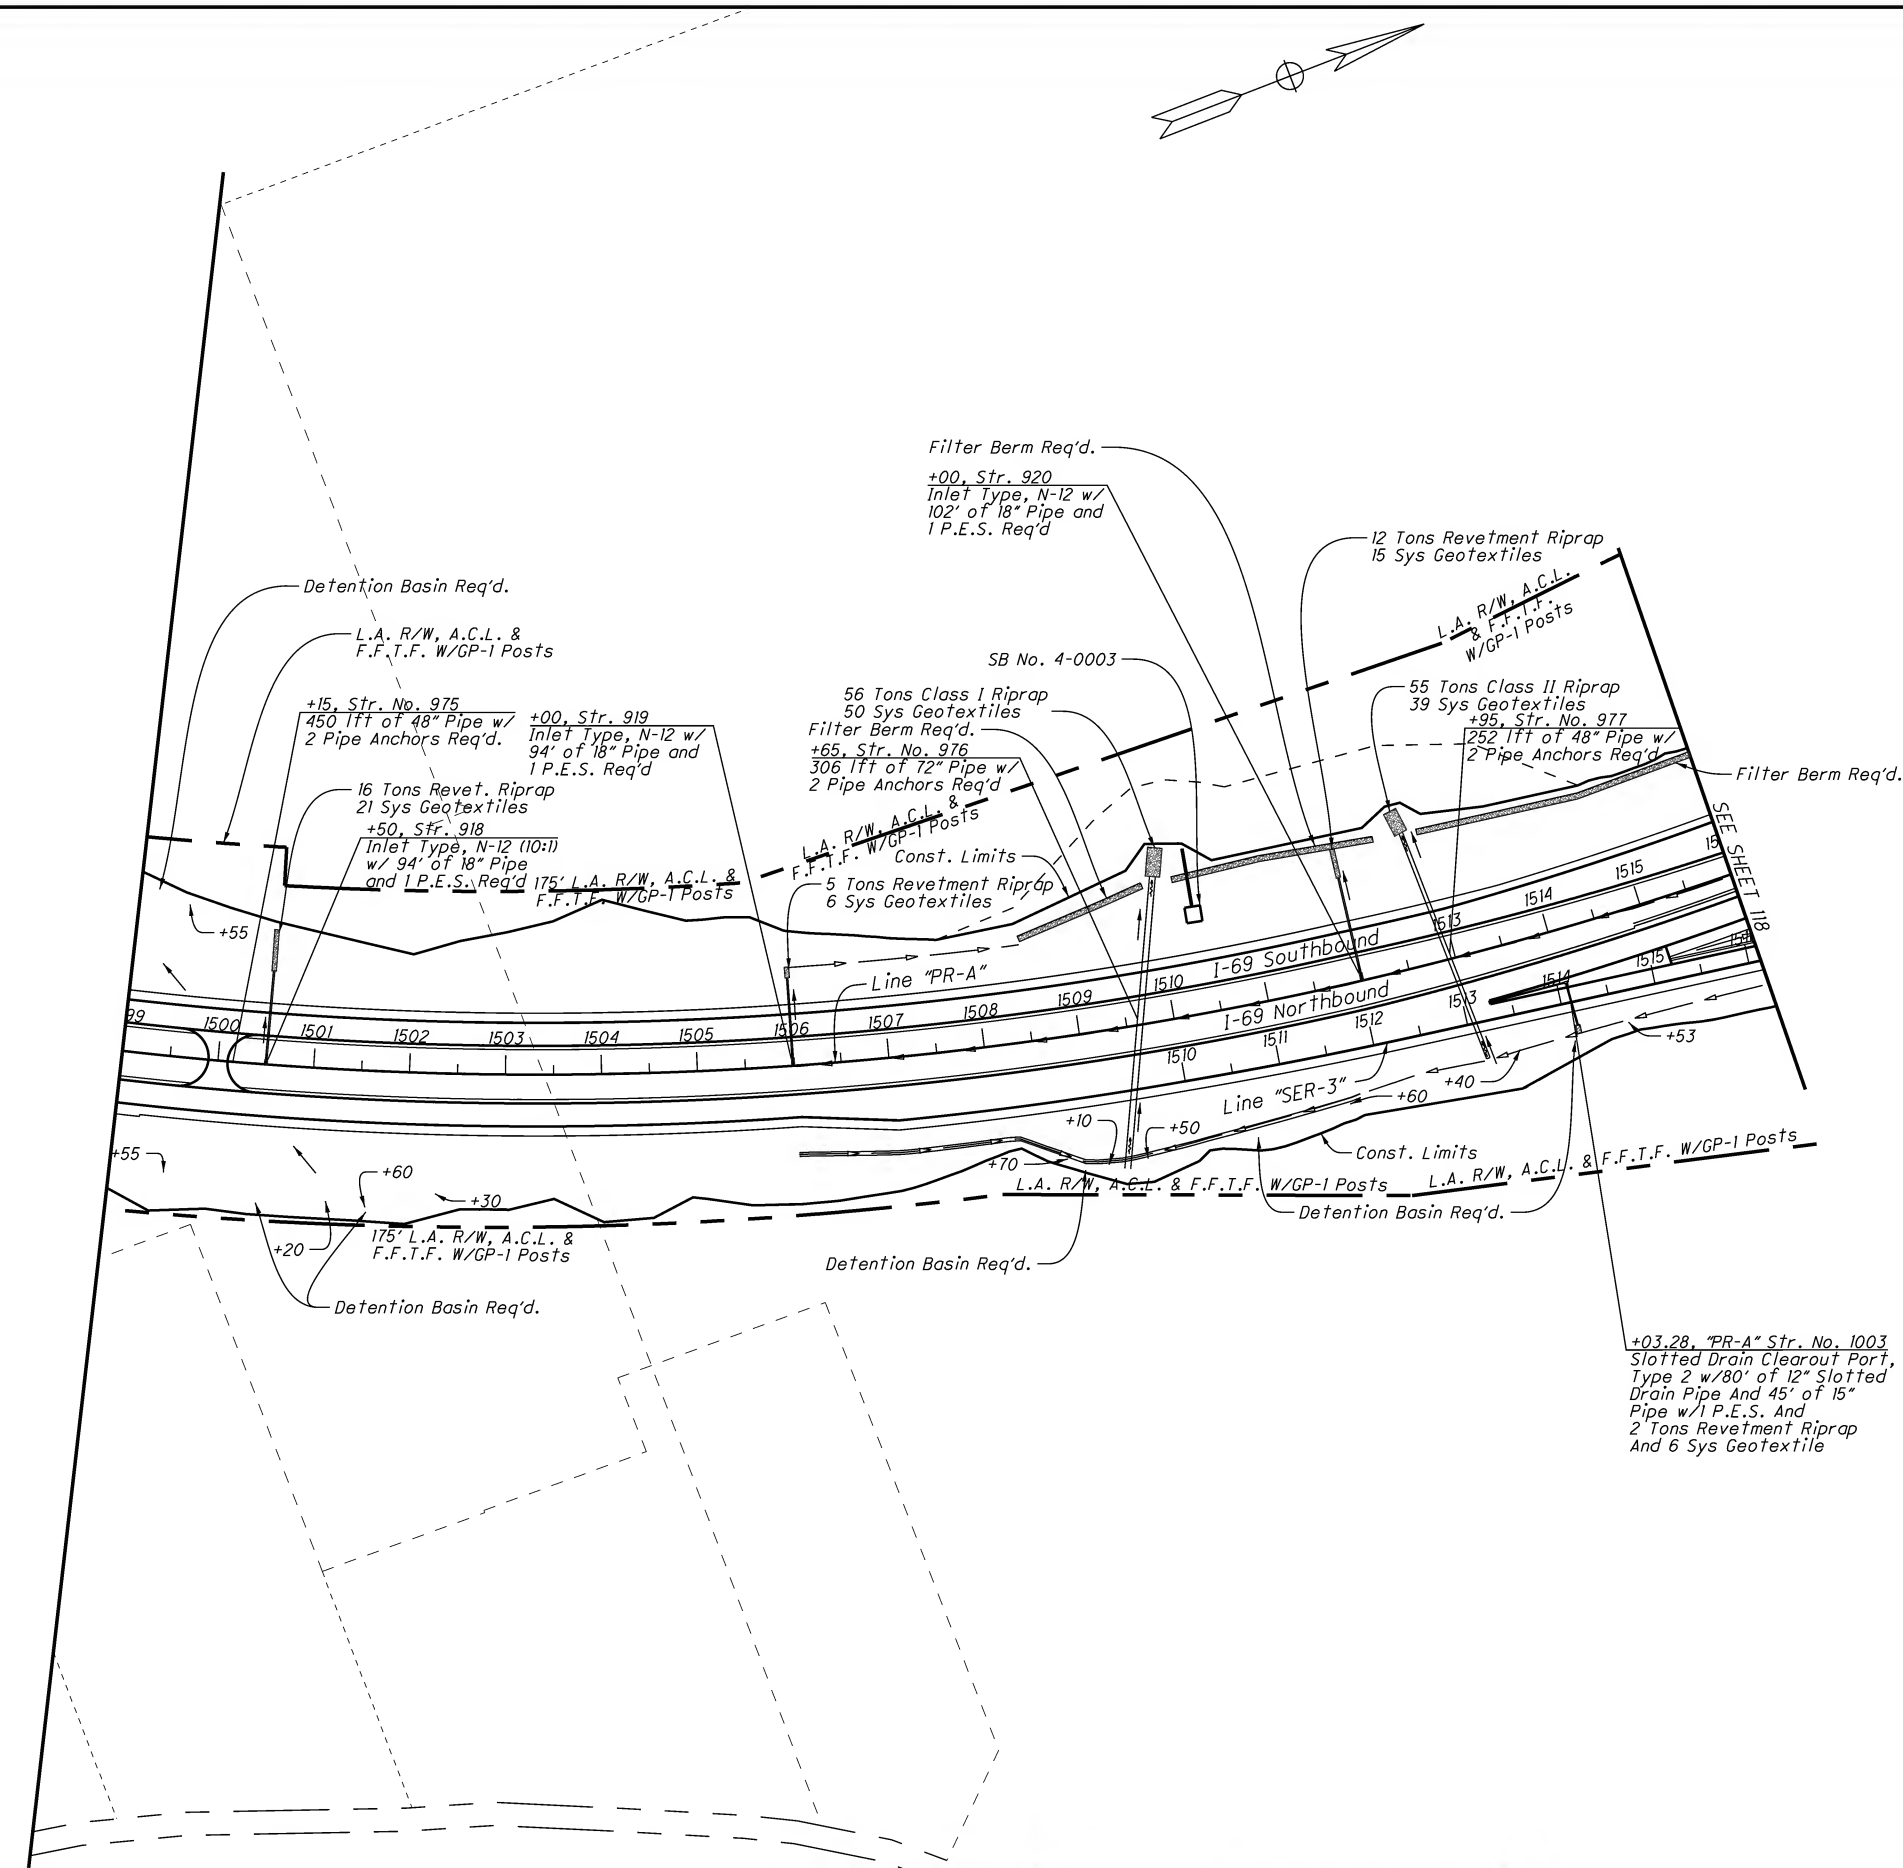 Filter Berm Req'd.
+00, Str. 920
Inlet Type, N-12 w/
102' of 18" Pipe and
1 P.E.S. Req'd
12 Tons Revetment Riprap
15 Sys Geotextiles
L.A. R/W, A.C.L.
& F.F.T.F.
W/GP-1 Posts
Detention Basin Req'd.
L.A. R/W, A.C.L. &
F.F.T.F. W/GP-1 Posts
SB No. 4-0003
56 Tons Class I Riprap
50 Sys Geotextiles
Filter Berm Req'd.
+65, Str. No. 976
306 lft of 72" Pipe w/
2 Pipe Anchors Req'd
55 Tons Class II Riprap
39 Sys Geotextiles
+95, Str. No. 977
252 lft of 48" Pipe w/
2 Pipe Anchors Req'd
Filter Berm Req'd.
+15, Str. No. 975
450 lft of 48" Pipe w/
2 Pipe Anchors Req'd.
+00, Str. 919
Inlet Type, N-12 w/
94' of 18" Pipe and
1 P.E.S. Req'd
16 Tons Revet. Riprap
21 Sys Geotextiles
+50, Str. 918
Inlet Type, N-12 (10:1)
w/ 94' of 18" Pipe
and 1 P.E.S. Req'd
175' L.A. R/W, A.C.L. &
F.F.T.F. W/GP-1 Posts
L.A. R/W, A.C.L. &
F.F.T.F. W/GP-1 Posts
Const. Limits
5 Tons Revetment Riprap
6 Sys Geotextiles
SEE SHEET 118
+55
Line "PR-A"
I-69 Southbound
I-69 Northbound
99
1500
1501
1502
1503
1504
1505
1506
1507
1508
1509
1510
1513
1514
1515
15
1510
1511
1512
1513
1514
1515
151
Line "SER-3"
+53
+40
+60
+10
+50
+70
Const. Limits
L.A. R/W, A.C.L. & F.F.T.F. W/GP-1 Posts
L.A. R/W, A.C.L. & F.F.T.F. W/GP-1 Posts
Detention Basin Req'd.
+55
+60
+30
+20
175' L.A. R/W, A.C.L. &
F.F.T.F. W/GP-1 Posts
Detention Basin Req'd.
Detention Basin Req'd.
+03.28, "PR-A" Str. No. 1003
Slotted Drain Clearout Port,
Type 2 w/80' of 12" Slotted
Drain Pipe And 45' of 15"
Pipe w/1 P.E.S. And
2 Tons Revetment Riprap
And 6 Sys Geotextile